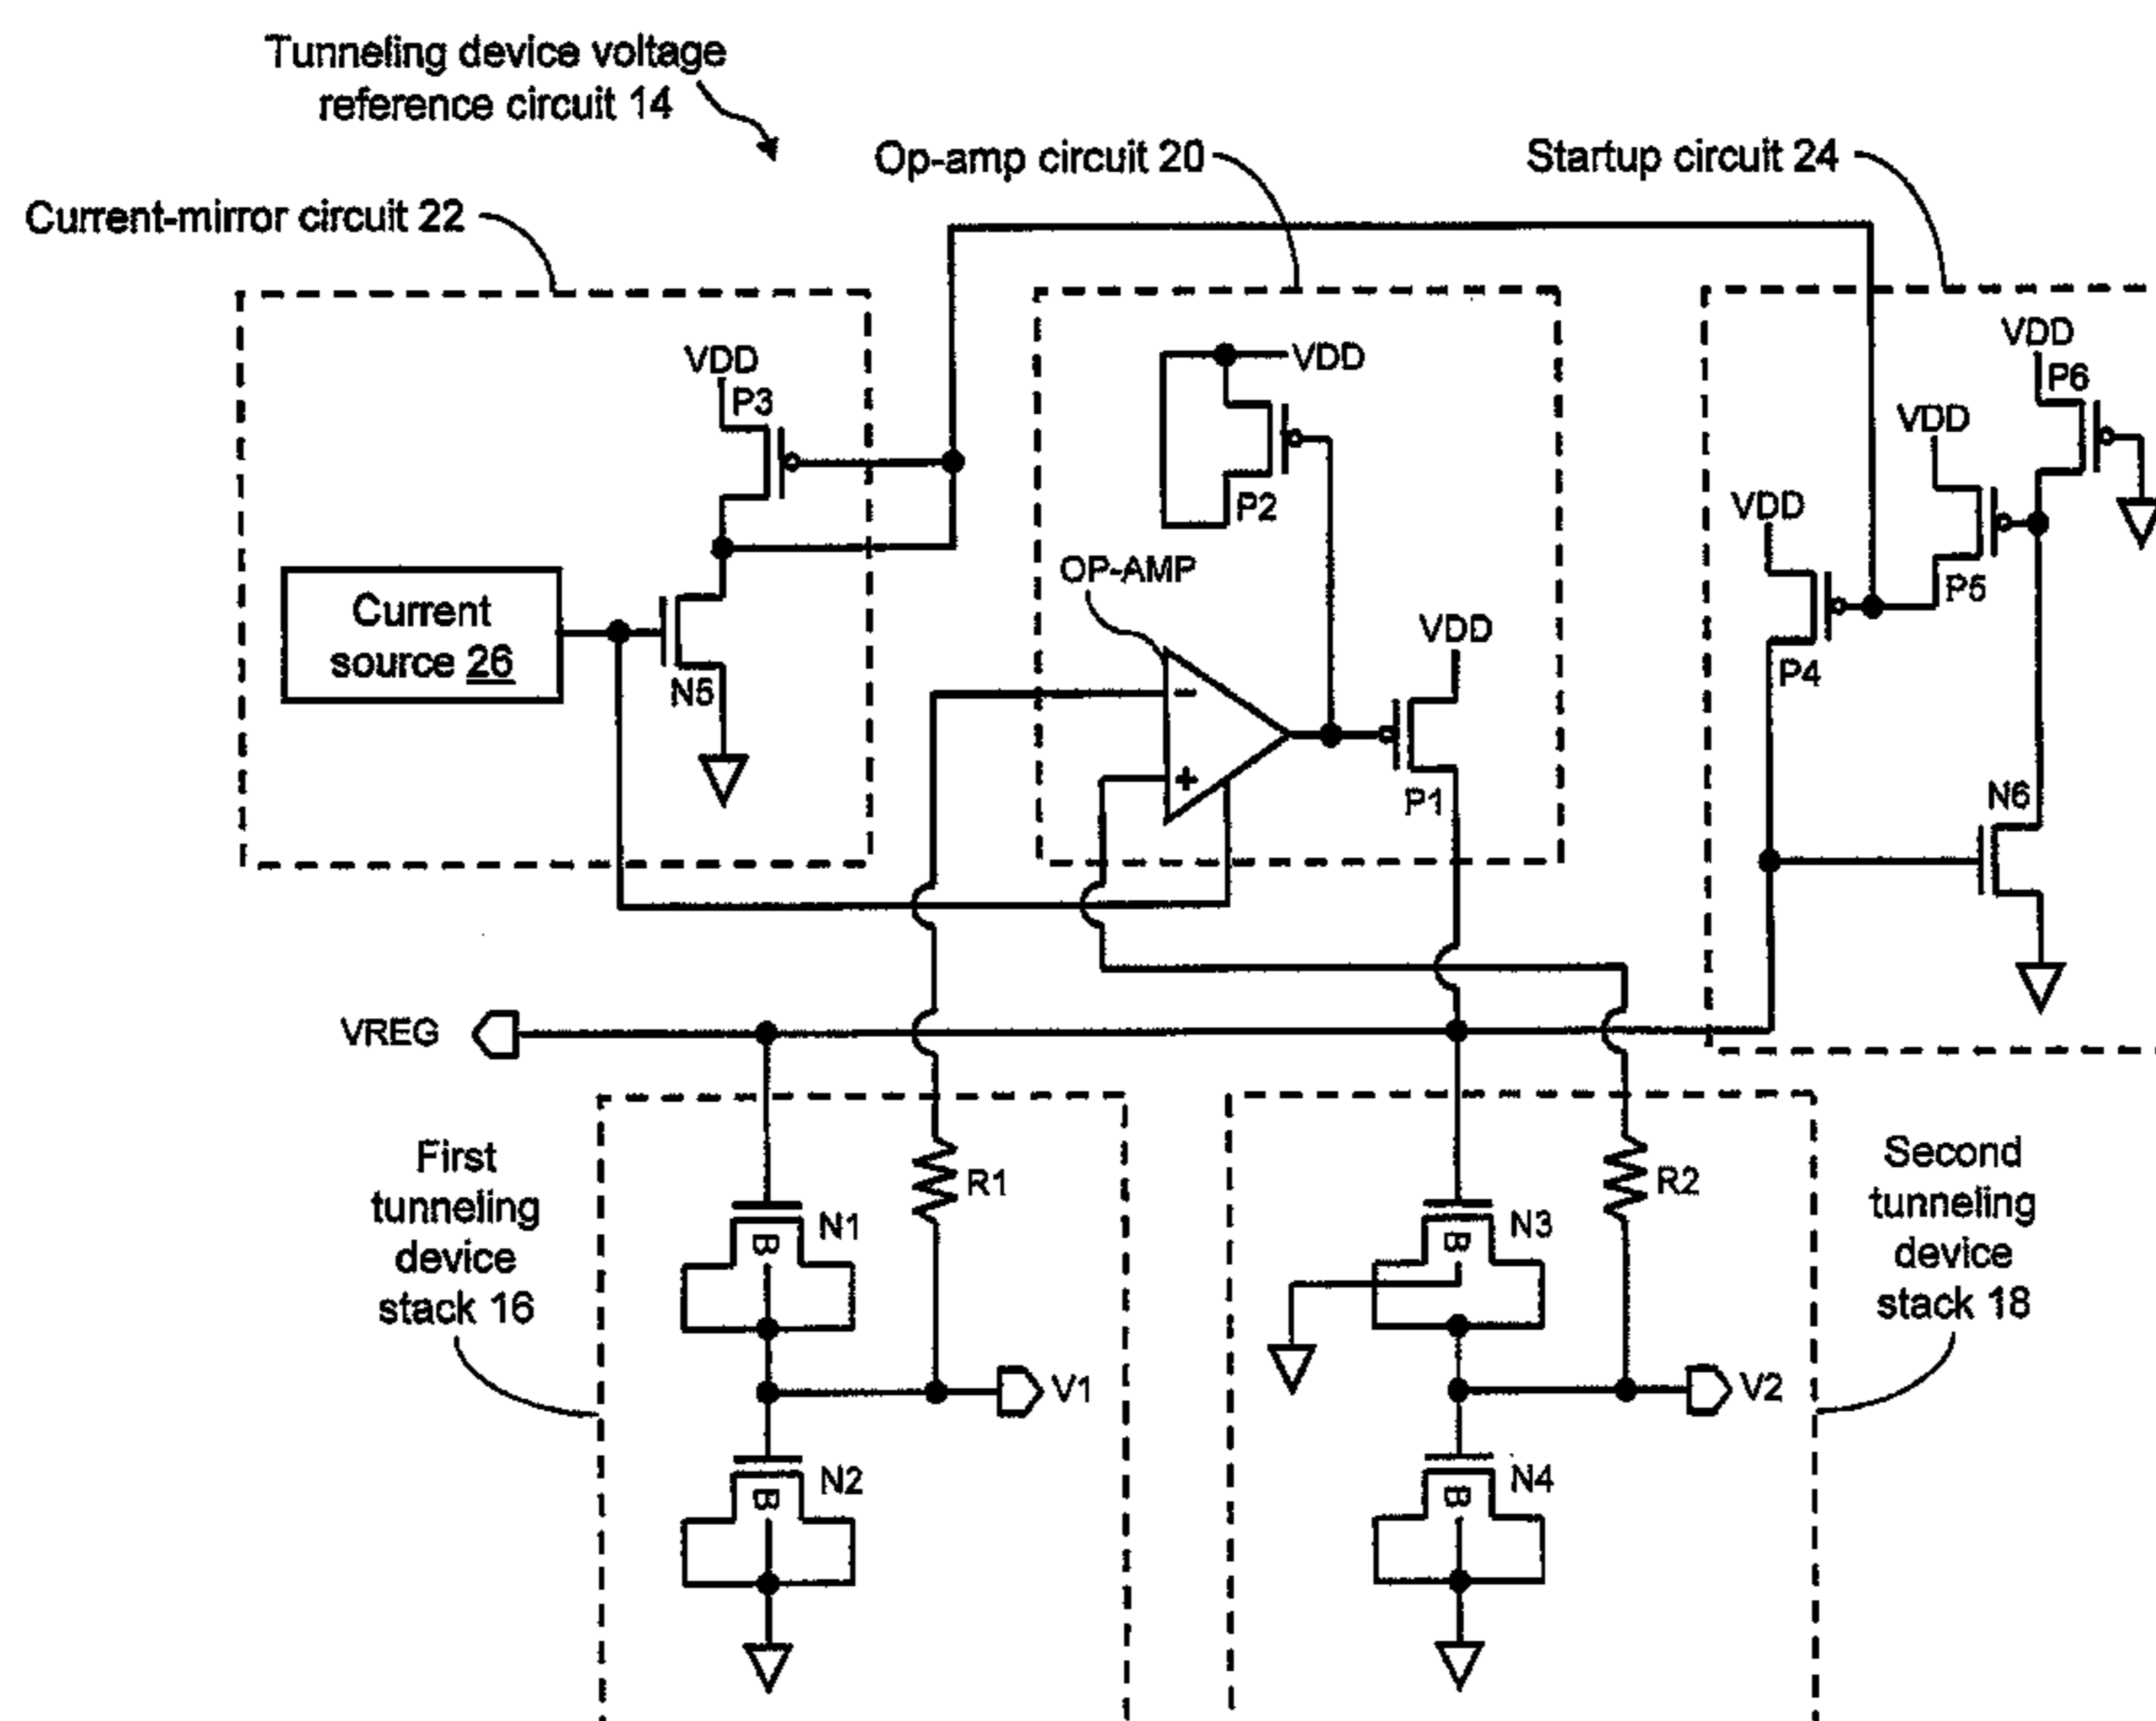 Tunneling device voltage
reference circuit 14
Op-amp circuit 20
Startup circuit 24
Current-mirror circuit 22
VDD
P3
VDD
P2
VDD
P6
VDD
P5
VDD
P4
Current
source 26
N5
OP-AMP
-
+
VDD
P1
N6
VREG
First
tunneling
device
stack 16
N1
B
R1
V1
N2
B
N3
B
R2
V2
N4
B
Second
tunneling
device
stack 18